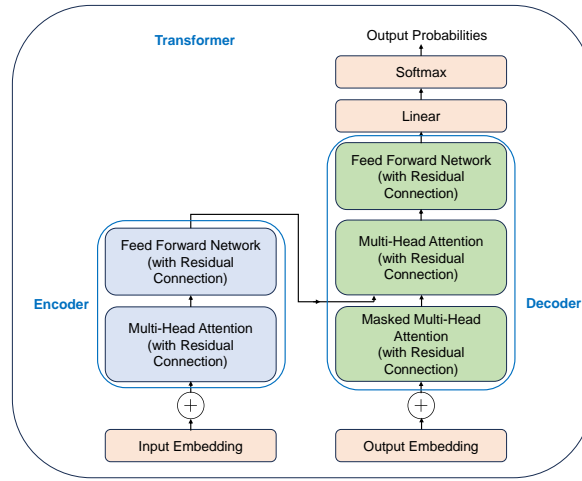 Transformer
Output Probabilities
Softmax
Linear
Feed Forward Network
(with Residual
Connection)
Multi-Head Attention
(with Residual
Connection)
Masked Multi-Head
Attention
(with Residual
Connection)
Decoder
Output Embedding
Feed Forward Network
(with Residual
Connection)
Encoder
Multi-Head Attention
(with Residual
Connection)
Input Embedding